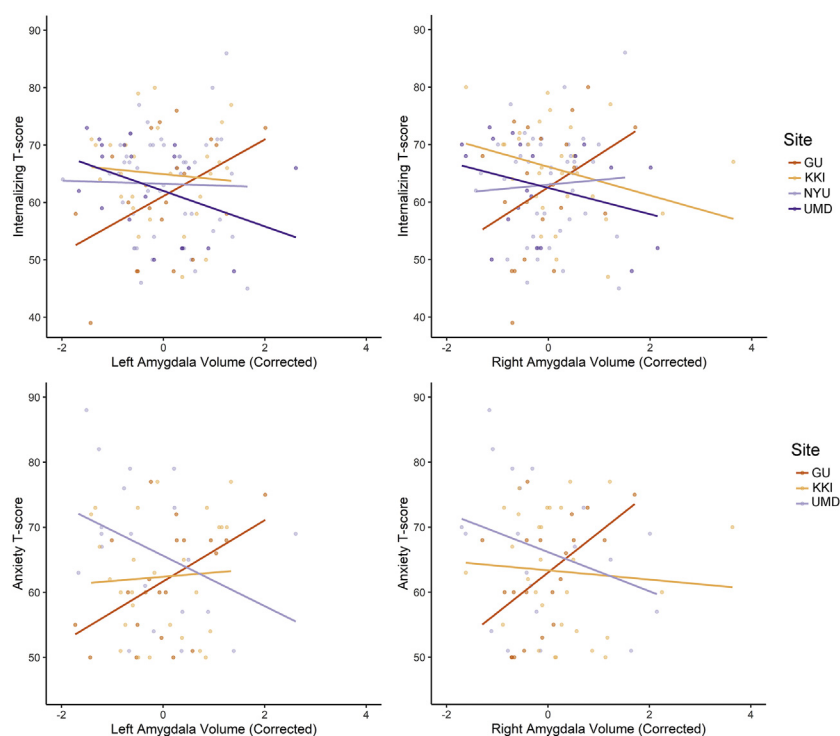 Internalizing T-score
90
80
70
60
50
40
-2 0 2 4
Left Amygdala Volume (Corrected)
Internalizing T-score
90
80
70
60
50
40
-2 0 2 4
Right Amygdala Volume (Corrected)
Site
GU
KKI
NYU
UMD
Anxiety T-score
90
80
70
60
50
-2 0 2 4
Left Amygdala Volume (Corrected)
Anxiety T-score
90
80
70
60
50
-2 0 2 4
Right Amygdala Volume (Corrected)
Site
GU
KKI
UMD